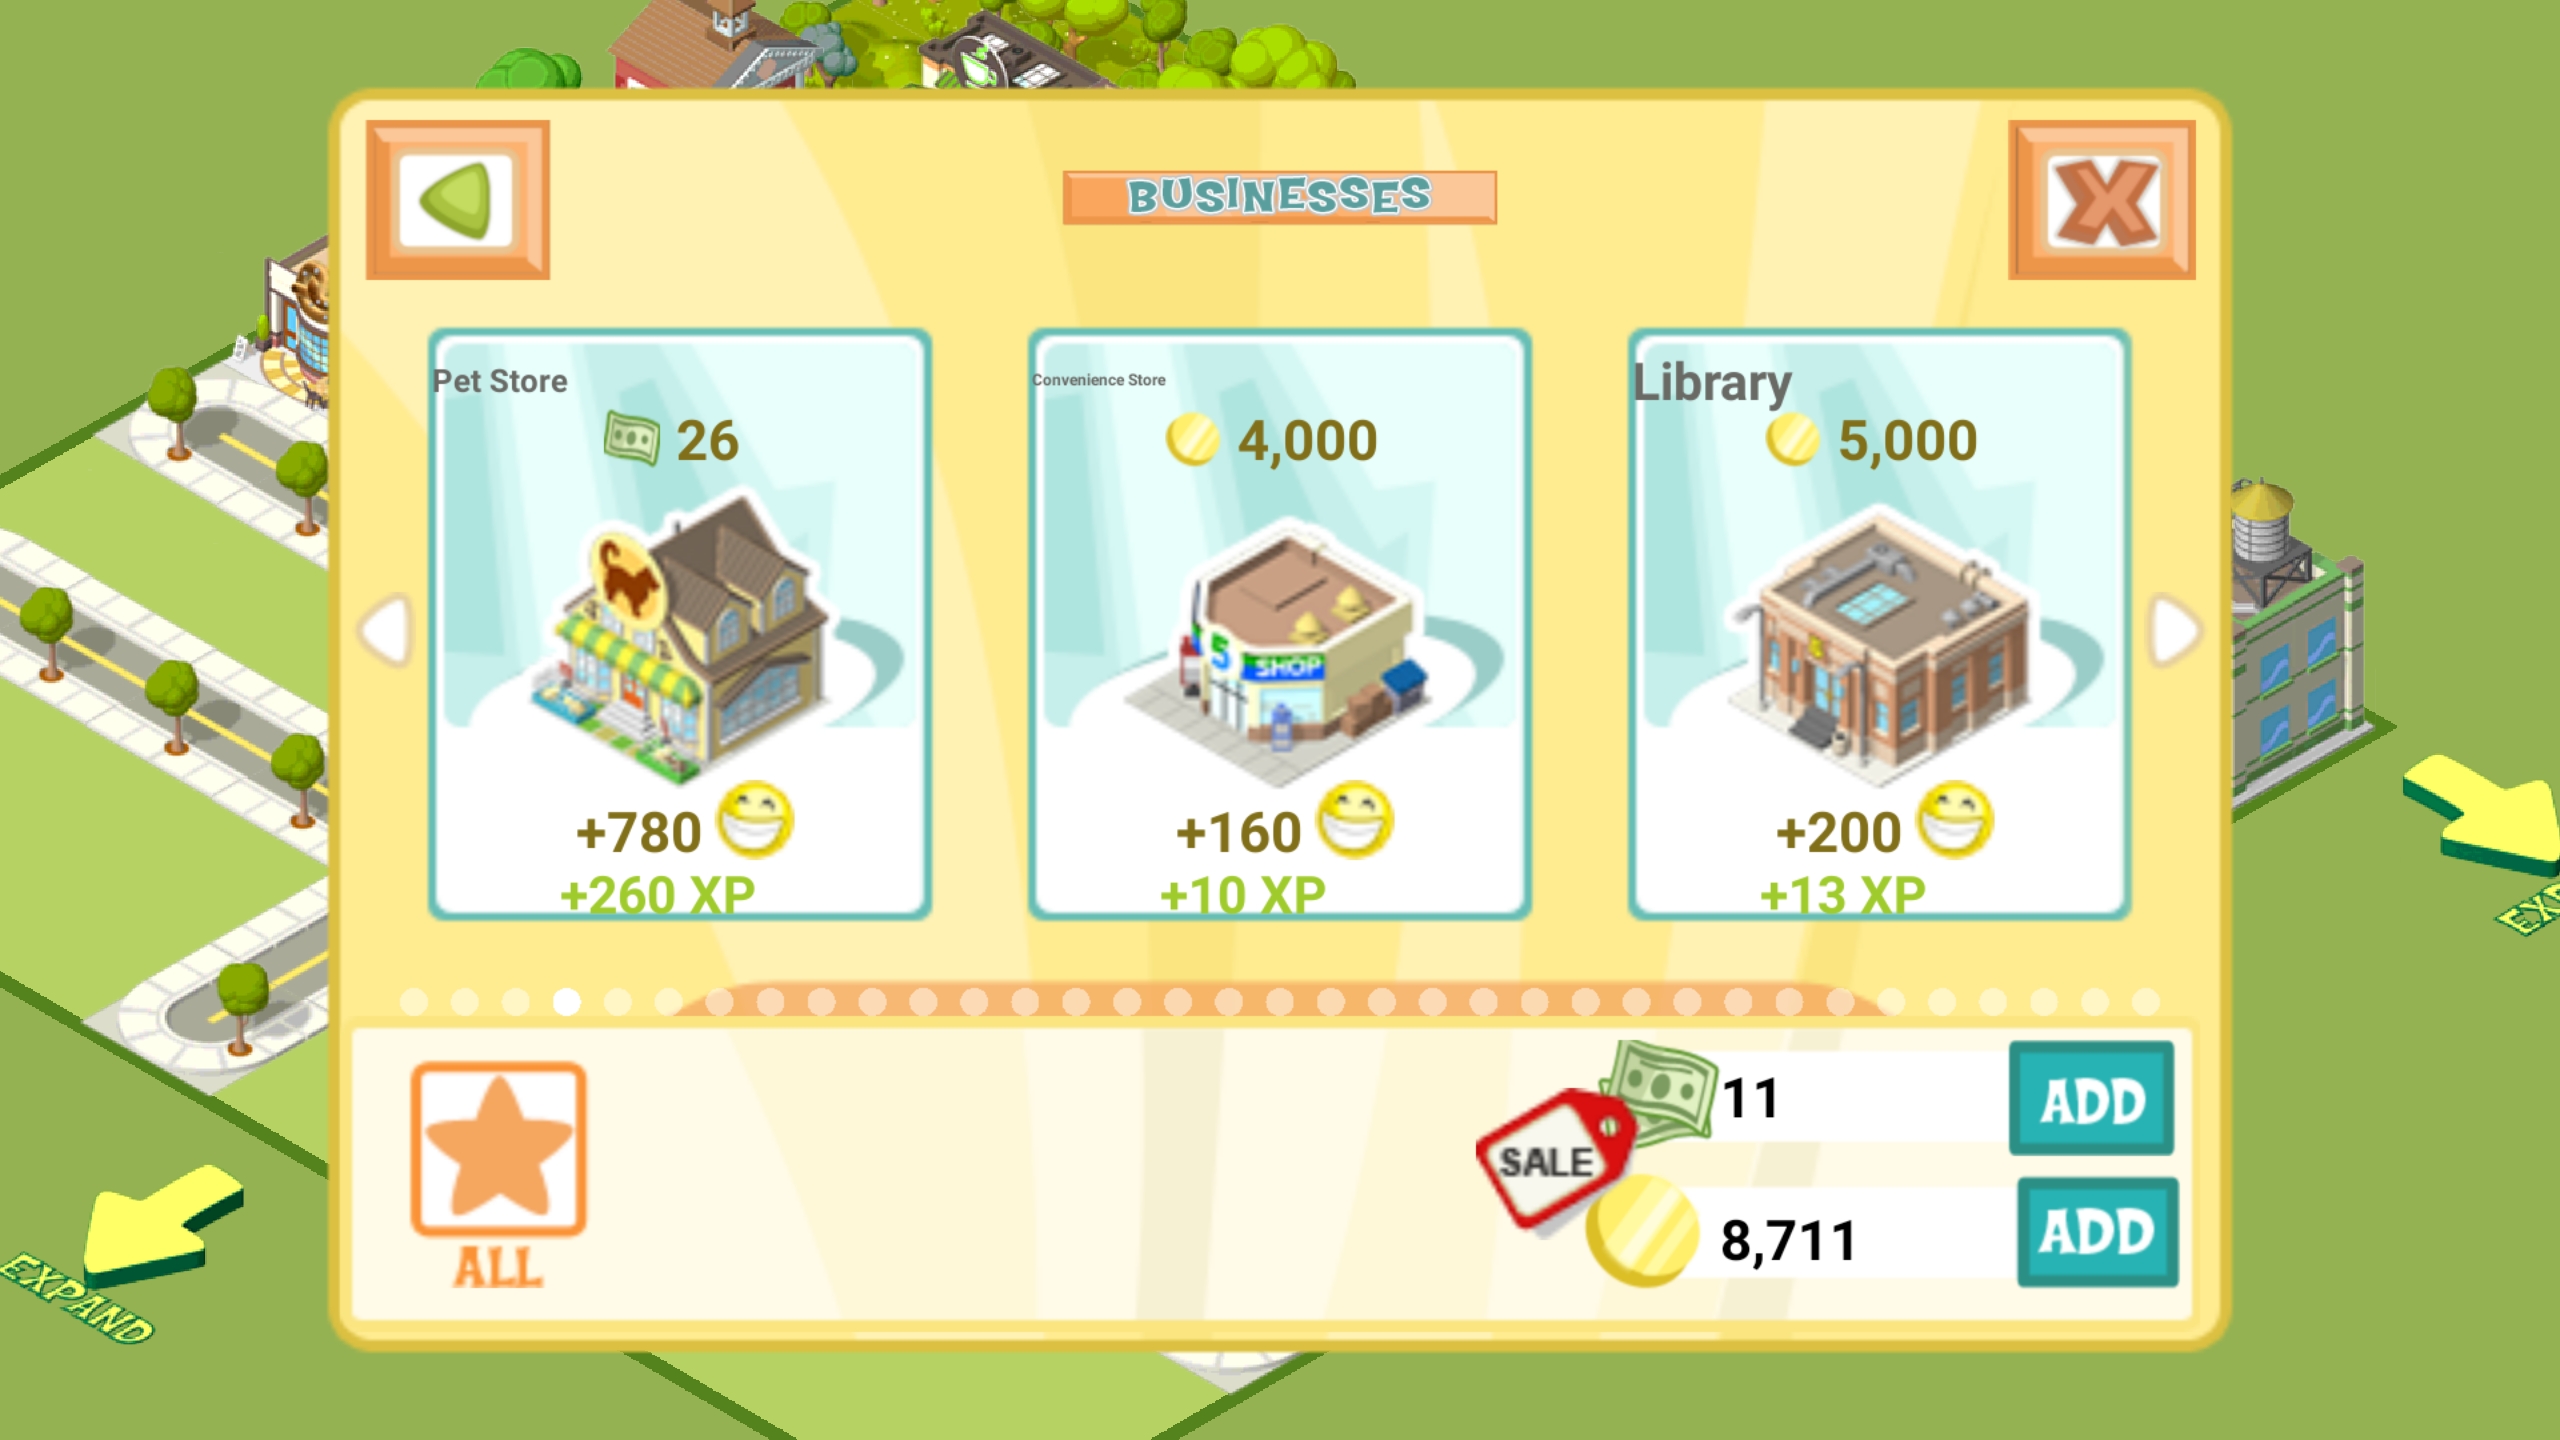 BUSINESSES
Pet Store
26
+780
+260 XP
Convenience Store
4,000
5
SHOP
+160
+10 XP
Library
5,000
+200
+13 XP
ALL
SALE
11
ADD
8,711
ADD
EXPAND